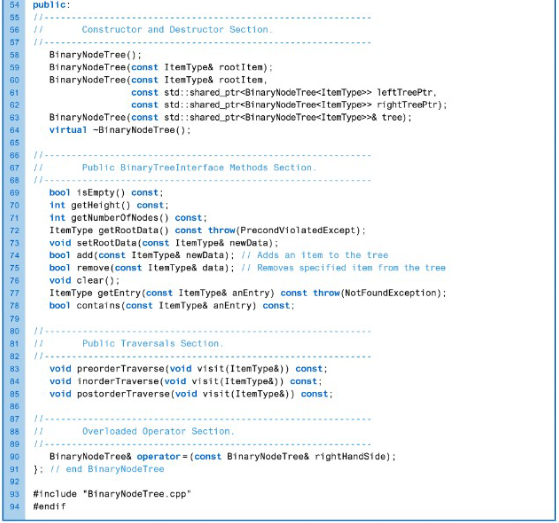 54 public:
55 //---------------------------------------------------------------
56 // Constructor and Destructor Section.
57 //---------------------------------------------------------------
58 BinaryNodeTree();
59 BinaryNodeTree(const ItemType& rootItem);
60 BinaryNodeTree(const ItemType& rootItem,
61 const std::shared_ptr<BinaryNodeTree<ItemType>> leftTreePtr,
62 const std::shared_ptr<BinaryNodeTree<ItemType>> rightTreePtr);
63 BinaryNodeTree(const std::shared_ptr<BinaryNodeTree<ItemType>>& tree);
64 virtual ~BinaryNodeTree();
65
66 //---------------------------------------------------------------
67 // Public BinaryTreeInterface Methods Section.
68 //---------------------------------------------------------------
69 bool isEmpty() const;
70 int getHeight() const;
71 int getNumberOfNodes() const;
72 ItemType getRootData() const throw(PrecondViolatedExcept);
73 void setRootData(const ItemType& newData);
74 bool add(const ItemType& newData); // Adds an item to the tree
75 bool remove(const ItemType& data); // Removes specified item from the tree
76 void clear();
77 ItemType getEntry(const ItemType& anEntry) const throw(NotFoundException);
78 bool contains(const ItemType& anEntry) const;
79
80 //---------------------------------------------------------------
81 // Public Traversals Section.
82 //---------------------------------------------------------------
83 void preorderTraverse(void visit(ItemType&)) const;
84 void inorderTraverse(void visit(ItemType&)) const;
85 void postorderTraverse(void visit(ItemType&)) const;
86
87 //---------------------------------------------------------------
88 // Overloaded Operator Section.
89 //---------------------------------------------------------------
90 BinaryNodeTree& operator=(const BinaryNodeTree& rightHandSide);
91 }; // end BinaryNodeTree
92
93 #include "BinaryNodeTree.cpp"
94 #endif